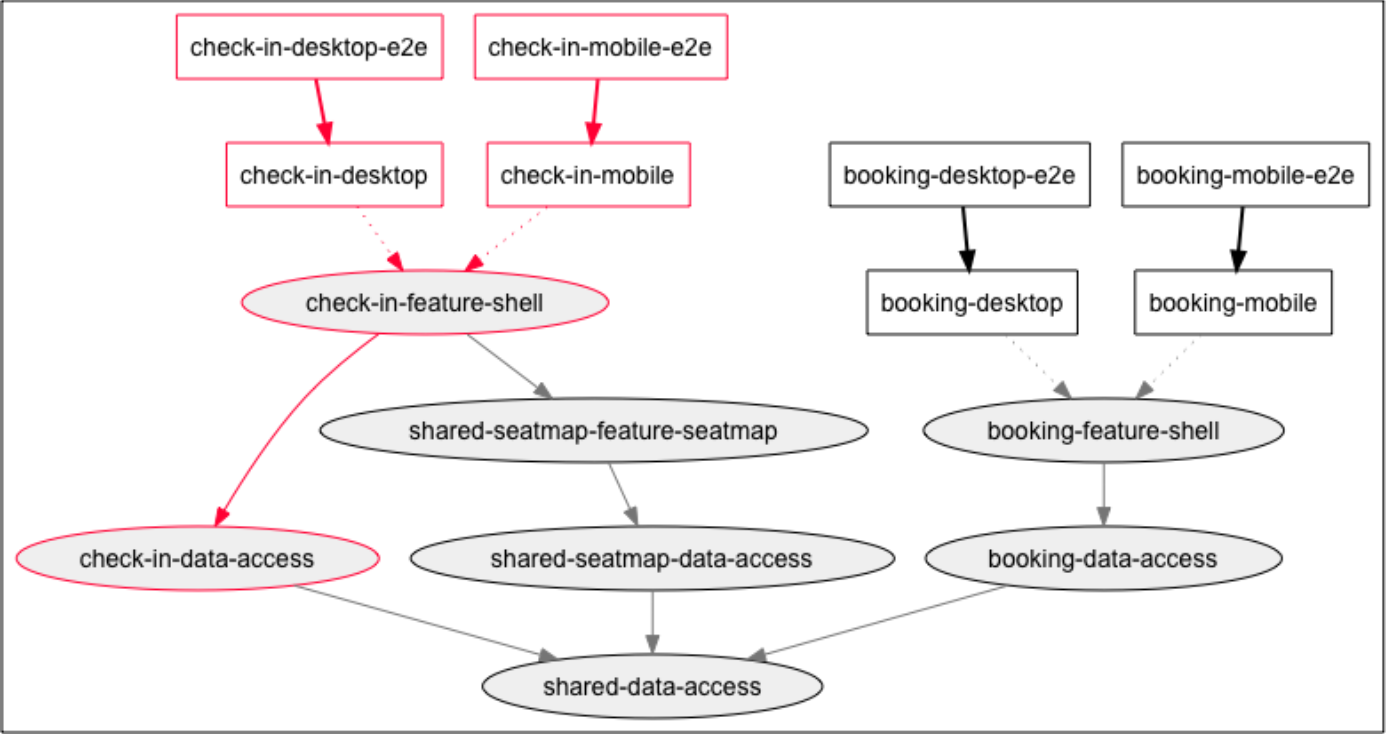 check-in-desktop-e2e
check-in-mobile-e2e
check-in-desktop
check-in-mobile
booking-desktop-e2e
booking-mobile-e2e
check-in-feature-shell
booking-desktop
booking-mobile
shared-seatmap-feature-seatmap
booking-feature-shell
check-in-data-access
shared-seatmap-data-access
booking-data-access
shared-data-access